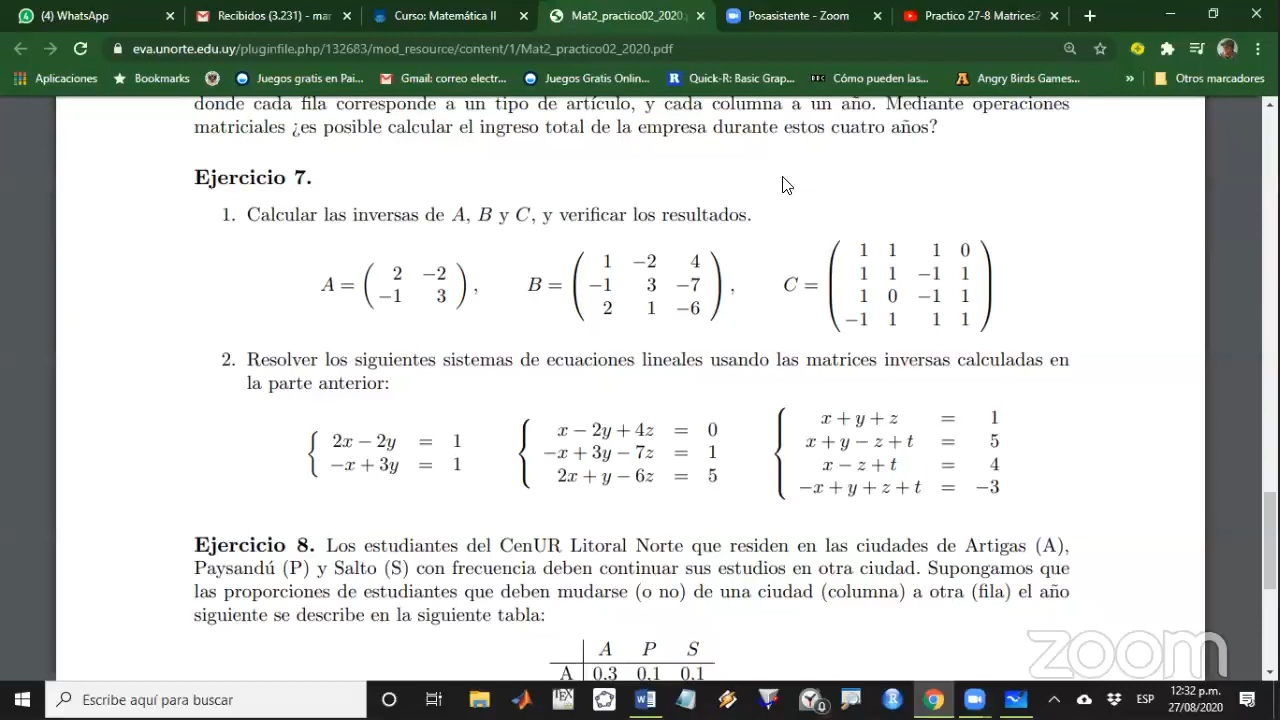 (4) WhatsApp
Recibidos (3.231) - mar
Curso: Matemática II
Mat2_practico02_2020.
Posasistente - Zoom
Practico 27-8 Matrices2
eva.unorte.edu.uy/pluginfile.php/132683/mod_resource/content/1/Mat2_practico02_2020.pdf
Aplicaciones
Bookmarks
Juegos gratis en Pai...
Gmail: correo electr...
Juegos Gratis Online...
Quick-R: Basic Grap...
Cómo pueden las...
Angry Birds Games...
»
Otros marcadores
donde cada fila corresponde a un tipo de artículo, y cada columna a un año. Mediante operaciones
matriciales ¿es posible calcular el ingreso total de la empresa durante estos cuatro años?
Ejercicio 7.
1. Calcular las inversas de A, B y C, y verificar los resultados.
A = ( 2 −2 −1 3 ), B = ( 1 −2 4 −1 3 −7 2 1 −6 ), C = ( 1 1 1 0 1 1 −1 1 1 0 −1 1 −1 1 1 1 )
2. Resolver los siguientes sistemas de ecuaciones lineales usando las matrices inversas calculadas en
la parte anterior:
{ 2x − 2y = 1
−x + 3y = 1
{ x − 2y + 4z = 0
−x + 3y − 7z = 1
2x + y − 6z = 5
{ x + y + z = 1
x + y − z + t = 5
x − z + t = 4
−x + y + z + t = −3
Ejercicio 8. Los estudiantes del CenUR Litoral Norte que residen en las ciudades de Artigas (A),
Paysandú (P) y Salto (S) con frecuencia deben continuar sus estudios en otra ciudad. Supongamos que
las proporciones de estudiantes que deben mudarse (o no) de una ciudad (columna) a otra (fila) el año
siguiente se describe en la siguiente tabla:
A P S
A 0.3 0.1 0.1
zoom
Escribe aquí para buscar
ESP
12:32 p.m.
27/08/2020